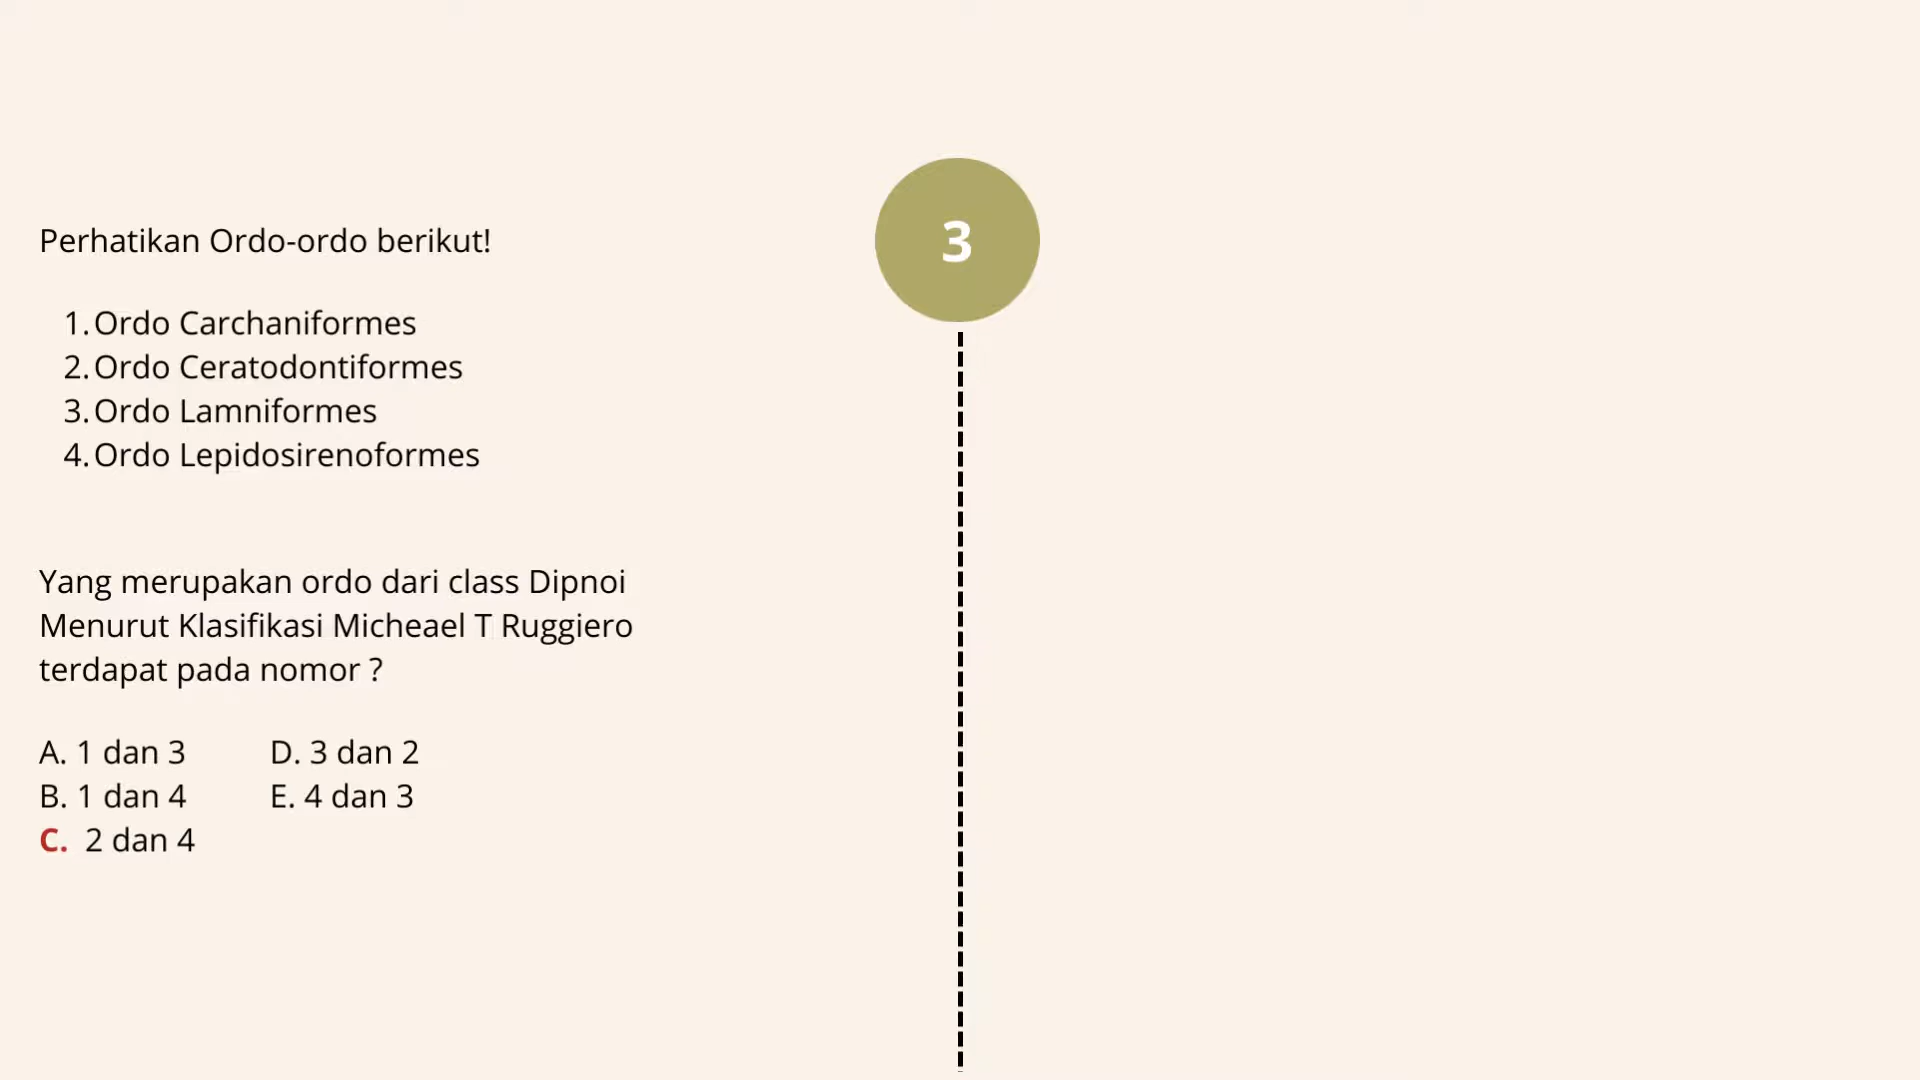 Perhatikan Ordo-ordo berikut!
1. Ordo Carchaniformes
2. Ordo Ceratodontiformes
3. Ordo Lamniformes
4. Ordo Lepidosirenoformes
Yang merupakan ordo dari class Dipnoi
Menurut Klasifikasi Micheael T Ruggiero
terdapat pada nomor ?
A. 1 dan 3 D. 3 dan 2
B. 1 dan 4 E. 4 dan 3
C. 2 dan 4
3